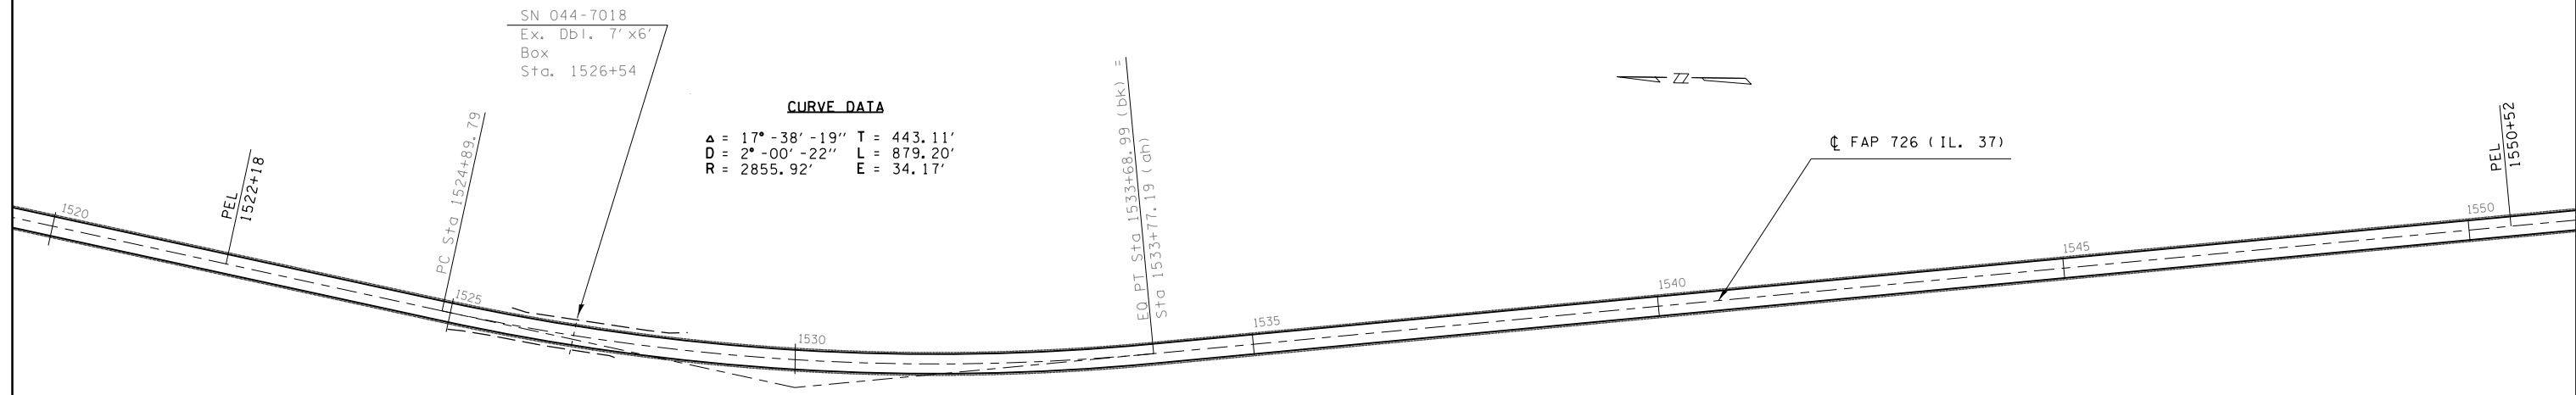 SN 044-7018
Ex. Dbl. 7'x6'
Box
Sta. 1526+54
CURVE DATA
Δ = 17°-38'-19" T = 443.11'
D = 2°-00'-22" L = 879.20'
R = 2855.92' E = 34.17'
PEL
1522+18
PC Sta 1524+89.79
EQ PT Sta 1533+68.99 (bk) =
Sta 1533+77.19 (ah)
℄ FAP 726 (IL. 37)
PEL
1550+52
1520
1525
1530
1535
1540
1545
1550